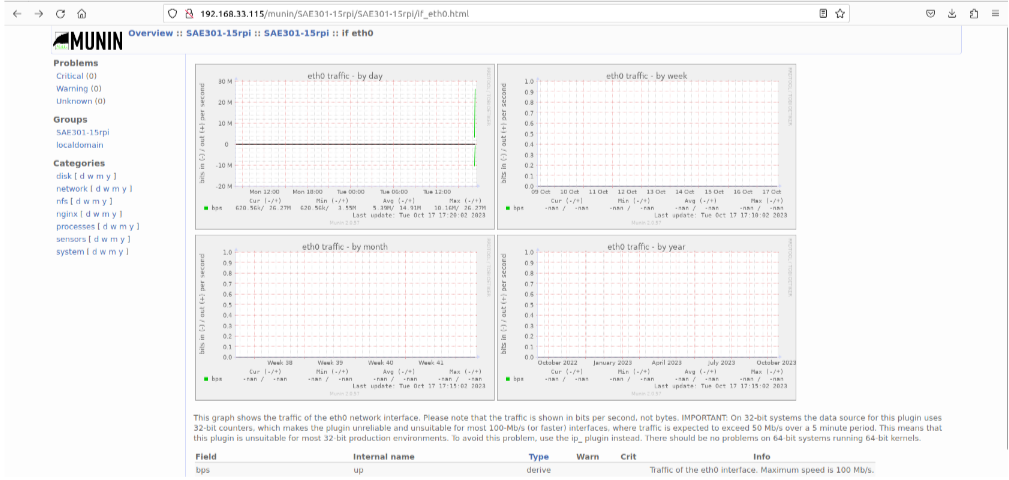 192.168.33.115/munin/SAE301-15rpi/SAE301-15rpi/if_eth0.html
MUNIN
Overview :: SAE301-15rpi :: SAE301-15rpi :: if eth0
Problems
Critical (0)
Warning (0)
Unknown (0)
Groups
SAE301-15rpi
localdomain
Categories
disk [ d w m y ]
network [ d w m y ]
nfs [ d w m y ]
nginx [ d w m y ]
processes [ d w m y ]
sensors [ d w m y ]
system [ d w m y ]
eth0 traffic - by day
bits in (-) / out (+) per second
30 M
20 M
10 M
0
-10 M
-20 M
Mon 12:00 Mon 18:00 Tue 00:00 Tue 06:00 Tue 12:00
Cur (-/+) Min (-/+) Avg (-/+) Max (-/+)
bps 620.56k/ 26.27M 620.56k/ 3.55M 5.39M/ 14.91M 10.16M/ 26.27M
Last update: Tue Oct 17 17:20:02 2023
eth0 traffic - by week
bits in (-) / out (+) per second
1.0
0.9
0.8
0.7
0.6
0.5
0.4
0.3
0.2
0.1
0.0
09 Oct 10 Oct 11 Oct 12 Oct 13 Oct 14 Oct 15 Oct 16 Oct 17 Oct
Cur (-/+) Min (-/+) Avg (-/+) Max (-/+)
bps -nan / -nan -nan / -nan -nan / -nan -nan / -nan
Last update: Tue Oct 17 17:10:02 2023
eth0 traffic - by month
bits in (-) / out (+) per second
1.0
0.9
0.8
0.7
0.6
0.5
0.4
0.3
0.2
0.1
0.0
Week 38 Week 39 Week 40 Week 41
Cur (-/+) Min (-/+) Avg (-/+) Max (-/+)
bps -nan / -nan -nan / -nan -nan / -nan -nan / -nan
Last update: Tue Oct 17 17:15:02 2023
eth0 traffic - by year
bits in (-) / out (+) per second
1.0
0.9
0.8
0.7
0.6
0.5
0.4
0.3
0.2
0.1
0.0
October 2022 January 2023 April 2023 July 2023 October 2023
Cur (-/+) Min (-/+) Avg (-/+) Max (-/+)
bps -nan / -nan -nan / -nan -nan / -nan -nan / -nan
Last update: Tue Oct 17 17:15:02 2023
This graph shows the traffic of the eth0 network interface. Please note that the traffic is shown in bits per second, not bytes. IMPORTANT: On 32-bit systems the data source for this plugin uses
32-bit counters, which makes the plugin unreliable and unsuitable for most 100-Mb/s (or faster) interfaces, where traffic is expected to exceed 50 Mb/s over a 5 minute period. This means that
this plugin is unsuitable for most 32-bit production environments. To avoid this problem, use the ip_ plugin instead. There should be no problems on 64-bit systems running 64-bit kernels.
Field Internal name Type Warn Crit Info
bps up derive Traffic of the eth0 interface. Maximum speed is 100 Mb/s.